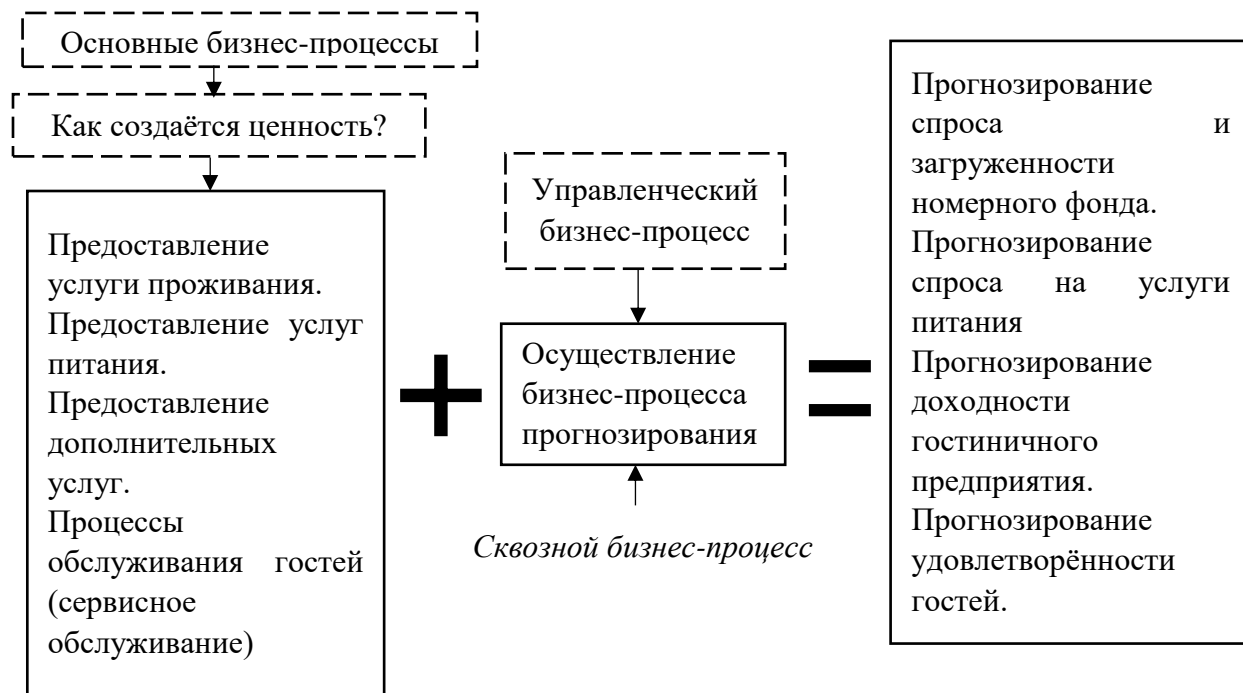 Основные бизнес-процессы
Как создаётся ценность?
Предоставление
услуги проживания.
Предоставление услуг
питания.
Предоставление
дополнительных
услуг.
Процессы
обслуживания гостей
(сервисное
обслуживание)
Управленческий
бизнес-процесс
Осуществление
бизнес-процесса
прогнозирования
Сквозной бизнес-процесс
Прогнозирование
спроса и
загруженности
номерного фонда.
Прогнозирование
спроса на услуги
питания
Прогнозирование
доходности
гостиничного
предприятия.
Прогнозирование
удовлетворённости
гостей.